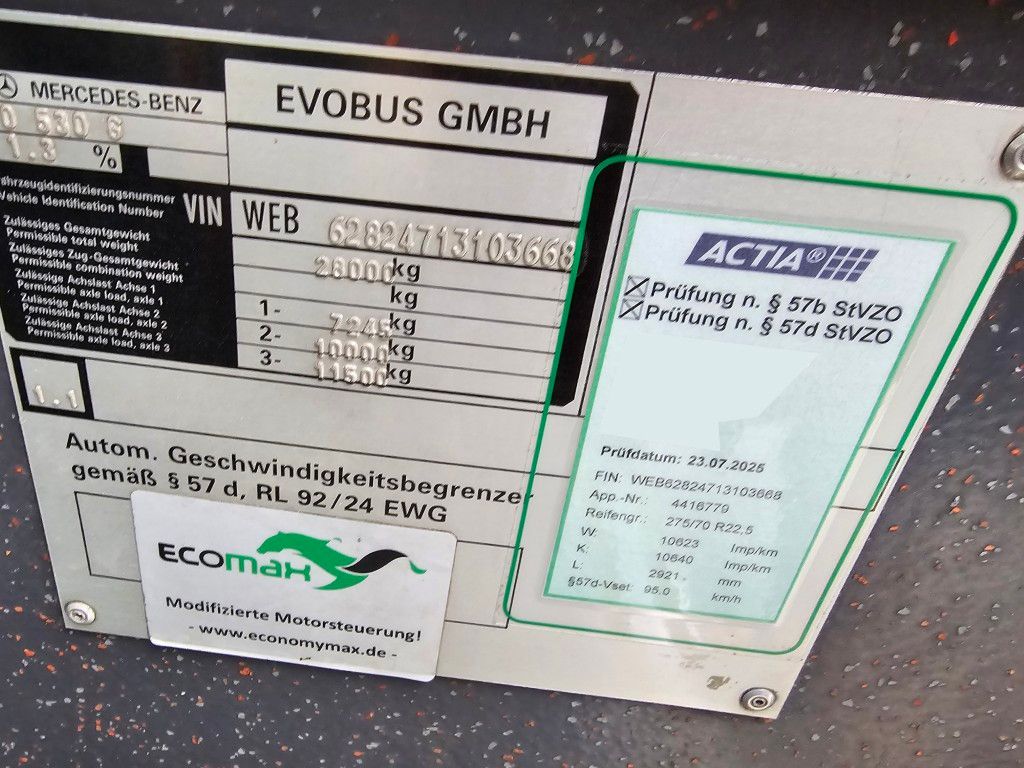 MERCEDES-BENZ
EVOBUS GMBH
O 530 G
1.3 %
Fahrzeugidentifizierungsnummer
Vehicle Identification Number
VIN
WEB 62824713103668
Zulässiges Gesamtgewicht
Permissible total weight
28000 kg
Zulässiges Zug-Gesamtgewicht
Permissible combination weight
kg
Zulässige Achslast Achse 1
Permissible axle load, axle 1
1- 7245 kg
Zulässige Achslast Achse 2
Permissible axle load, axle 2
2- 10000 kg
Zulässige Achslast Achse 3
Permissible axle load, axle 3
3- 11500 kg
1.1
Autom. Geschwindigkeitsbegrenzer
gemäß § 57 d, RL 92/24 EWG
ECOmax
Modifizierte Motorsteuerung!
- www.economymax.de -
ACTIA®
Prüfung n. § 57b StVZO
Prüfung n. § 57d StVZO
Prüfdatum: 23.07.2025
FIN: WEB62824713103668
App.-Nr.: 4416779
Reifengr.: 275/70 R22,5
W: 10623 Imp/km
K: 10640 Imp/km
L: 2921 mm
§57d-Vset: 95.0 km/h